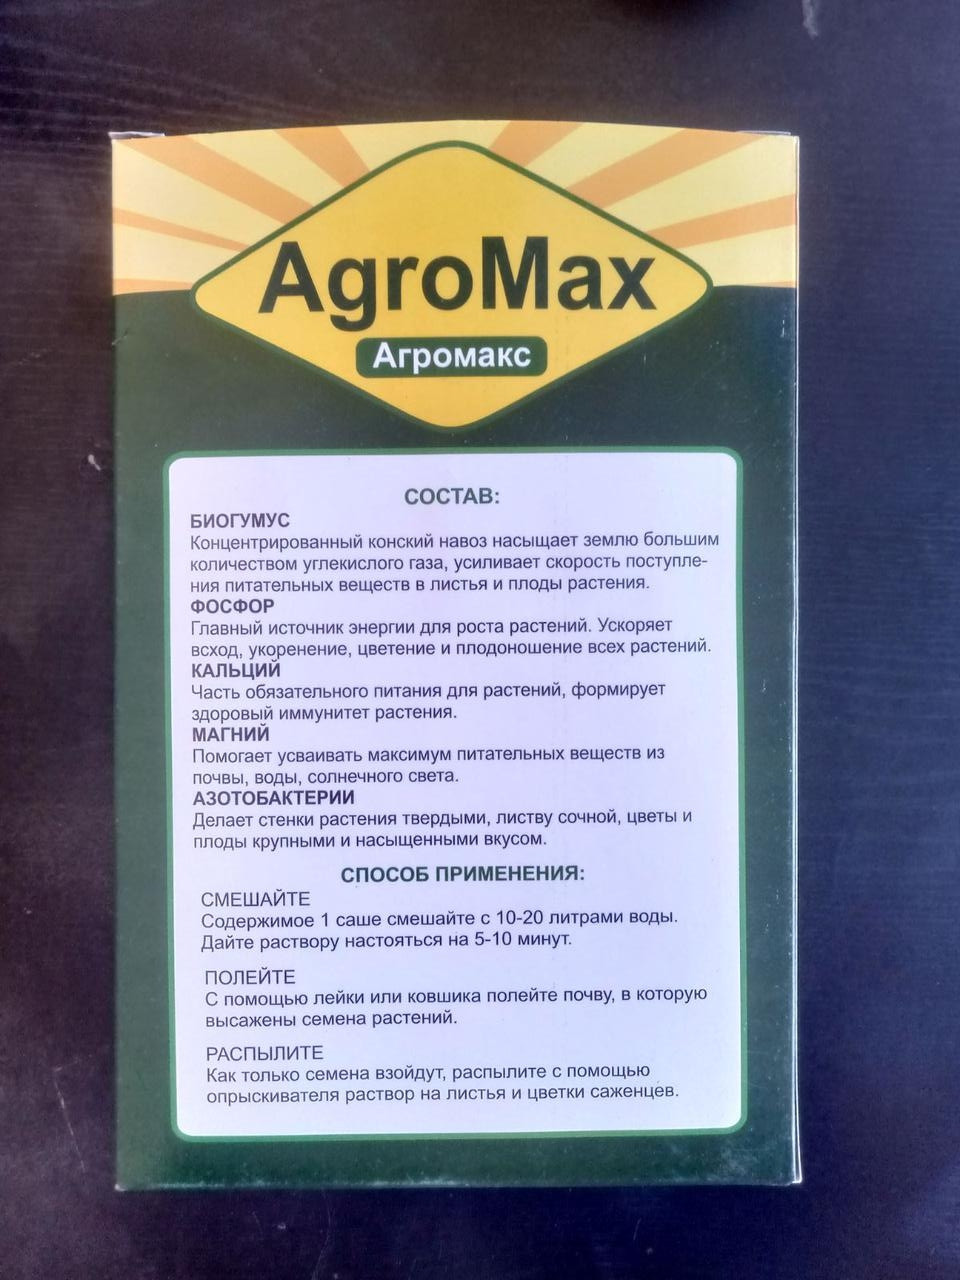 AgroMax
Агромакс
СОСТАВ:
БИОГУМУС
Концентрированный конский навоз насыщает землю большим
количеством углекислого газа, усиливает скорость поступле-
ния питательных веществ в листья и плоды растения.
ФОСФОР
Главный источник энергии для роста растений. Ускоряет
всход, укоренение, цветение и плодоношение всех растений.
КАЛЬЦИЙ
Часть обязательного питания для растений, формирует
здоровый иммунитет растения.
МАГНИЙ
Помогает усваивать максимум питательных веществ из
почвы, воды, солнечного света.
АЗОТОБАКТЕРИИ
Делает стенки растения твердыми, листву сочной, цветы и
плоды крупными и насыщенными вкусом.
СПОСОБ ПРИМЕНЕНИЯ:
СМЕШАЙТЕ
Содержимое 1 саше смешайте с 10-20 литрами воды.
Дайте раствору настояться на 5-10 минут.
ПОЛЕЙТЕ
С помощью лейки или ковшика полейте почву, в которую
высажены семена растений.
РАСПЫЛИТЕ
Как только семена взойдут, распылите с помощью
опрыскивателя раствор на листья и цветки саженцев.